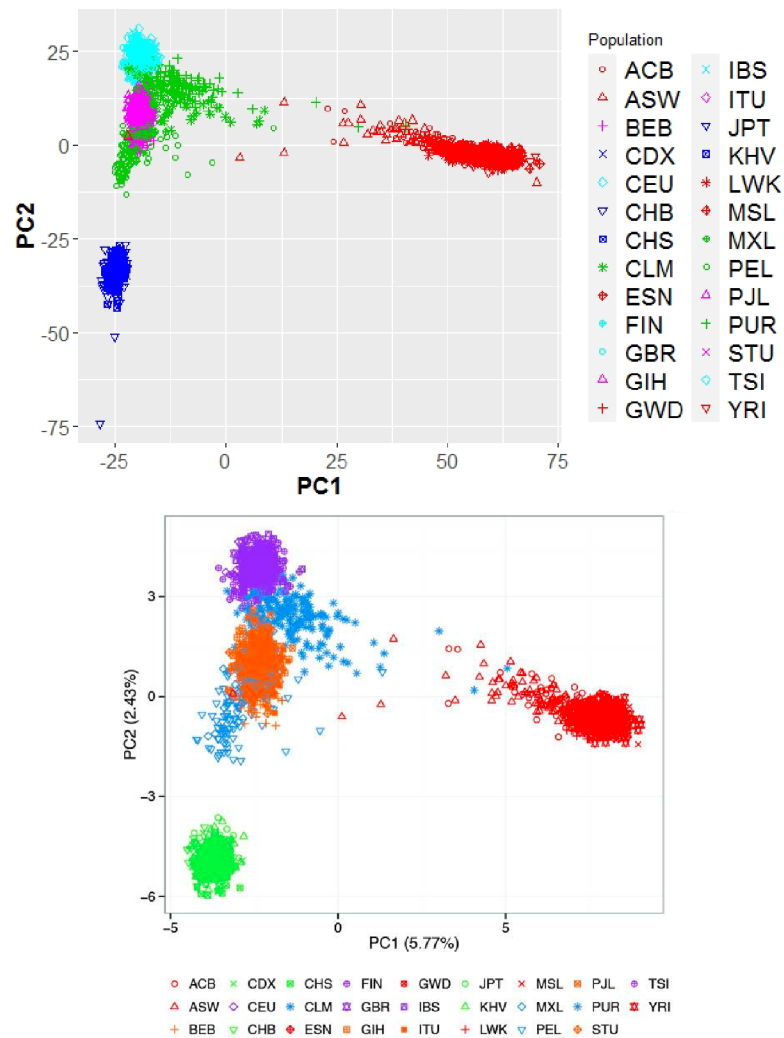 Population
ACB IBS
ASW ITU
BEB JPT
CDX KHV
CEU LWK
CHB MSL
CHS MXL
CLM PEL
ESN PJL
FIN PUR
GBR STU
GIH TSI
GWD YRI
PC2
25
0
-25
-50
-75
-25 0 25 50 75
PC1
PC2 (2.43%)
3
0
−3
−6
−5 0 5
PC1 (5.77%)
ACB CDX CHS FIN GWD JPT MSL PJL TSI
ASW CEU CLM GBR IBS KHV MXL PUR YRI
BEB CHB ESN GIH ITU LWK PEL STU